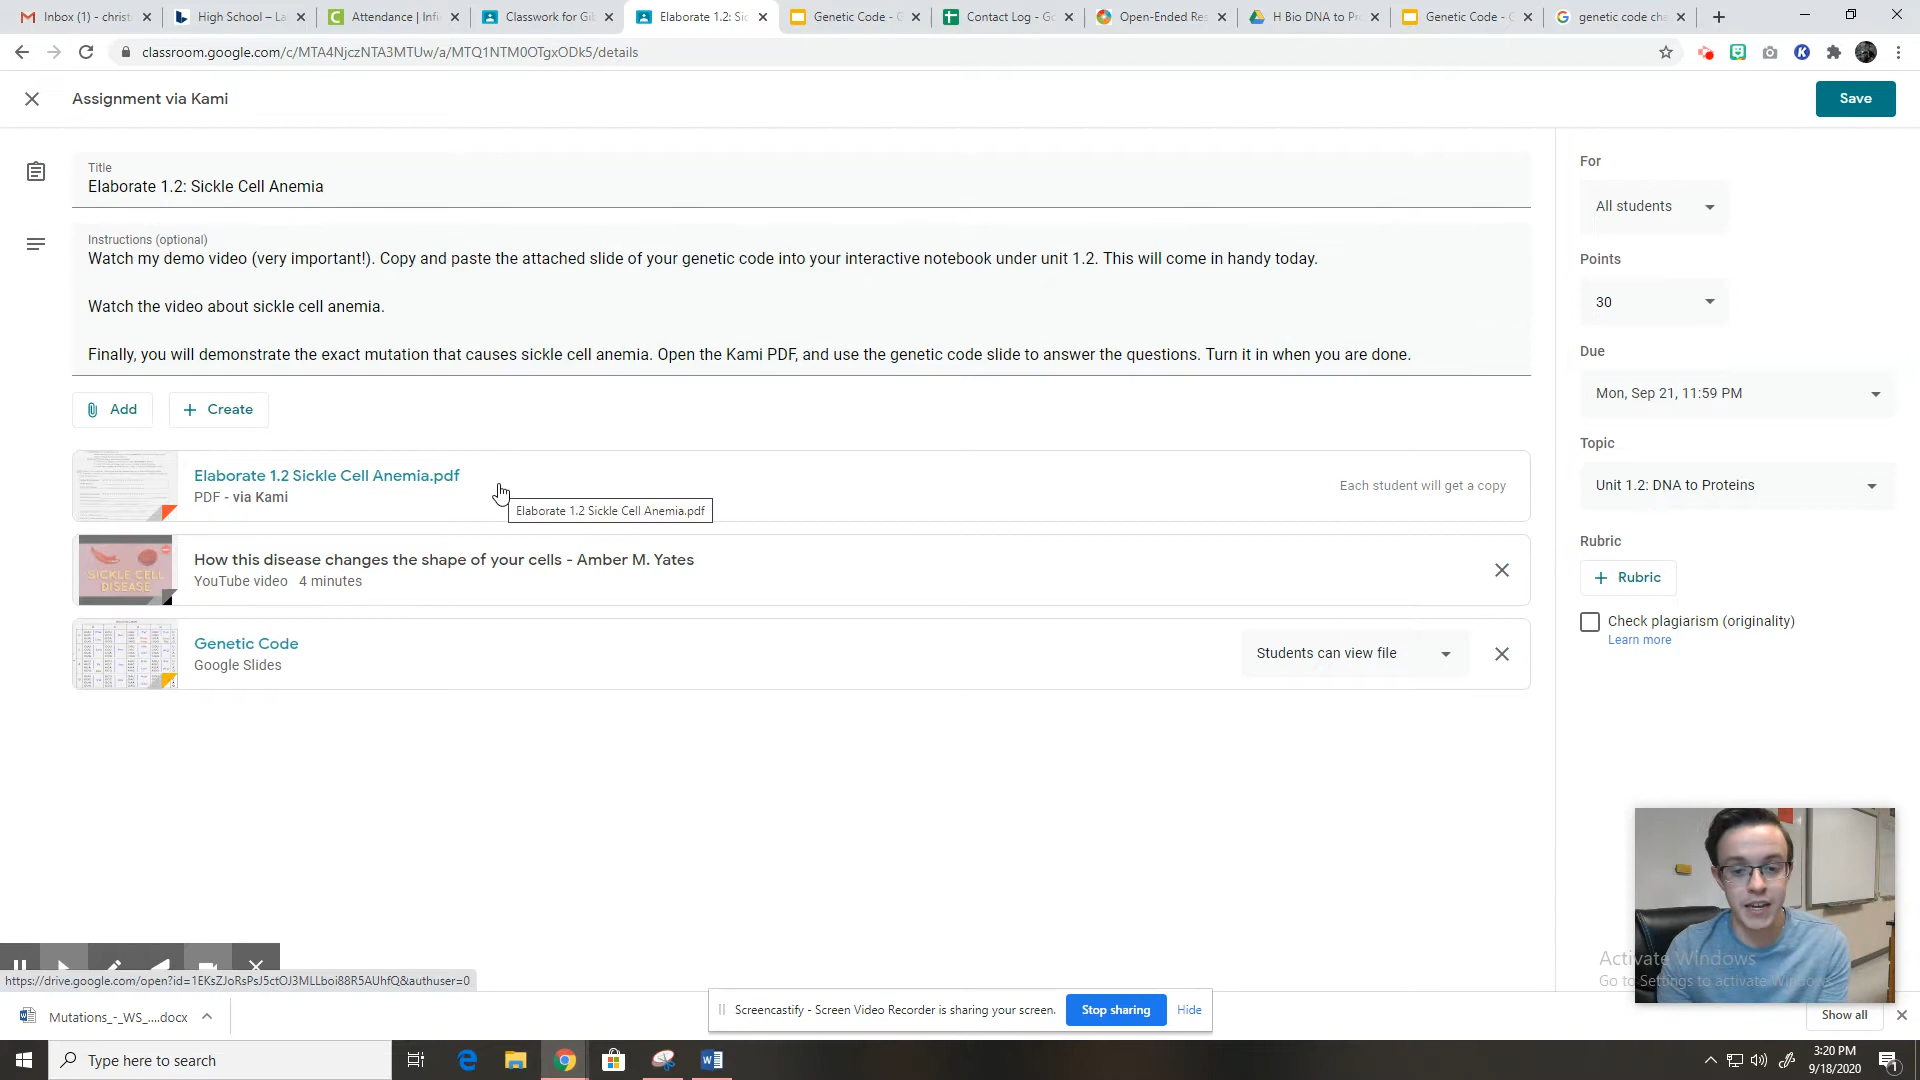 Inbox (1) - christ
High School – La
Attendance | Infi
Classwork for Gib
Elaborate 1.2: Sic
Genetic Code - G
Contact Log - Go
Open-Ended Res
H Bio DNA to Pro
Genetic Code - G
genetic code cha
classroom.google.com/c/MTA4NjczNTA3MTUw/a/MTQ1NTM0OTgxODk5/details
Assignment via Kami
Save
Title
Elaborate 1.2: Sickle Cell Anemia
Instructions (optional)
Watch my demo video (very important!). Copy and paste the attached slide of your genetic code into your interactive notebook under unit 1.2. This will come in handy today.
Watch the video about sickle cell anemia.
Finally, you will demonstrate the exact mutation that causes sickle cell anemia. Open the Kami PDF, and use the genetic code slide to answer the questions. Turn it in when you are done.
Add
Create
Elaborate 1.2 Sickle Cell Anemia.pdf
PDF - via Kami
Each student will get a copy
Elaborate 1.2 Sickle Cell Anemia.pdf
SICKLE CELL
DISEASE
How this disease changes the shape of your cells - Amber M. Yates
YouTube video 4 minutes
Genetic Code
Google Slides
Students can view file
For
All students
Points
30
Due
Mon, Sep 21, 11:59 PM
Topic
Unit 1.2: DNA to Proteins
Rubric
Rubric
Check plagiarism (originality)
Learn more
Activate Windows
Go to Settings to activate Windows.
https://drive.google.com/open?id=1EKsZJoRsPsJ5ctOJ3MLLboi88R5AUhfQ&authuser=0
Screencastify - Screen Video Recorder is sharing your screen.
Stop sharing
Hide
Mutations_-_WS_....docx
Show all
Type here to search
3:20 PM
9/18/2020
1